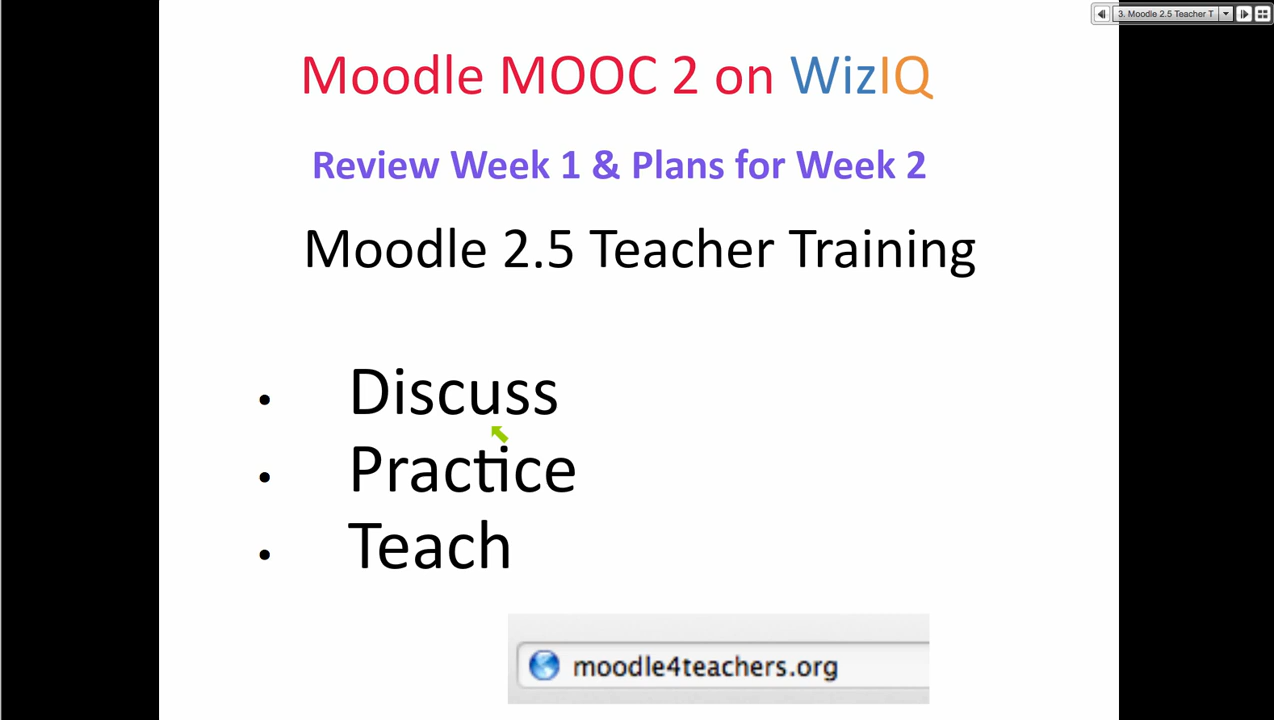 3. Moodle 2.5 Teacher T
Moodle MOOC 2 on WizIQ
Review Week 1 & Plans for Week 2
Moodle 2.5 Teacher Training
• Discuss
• Practice
• Teach
moodle4teachers.org